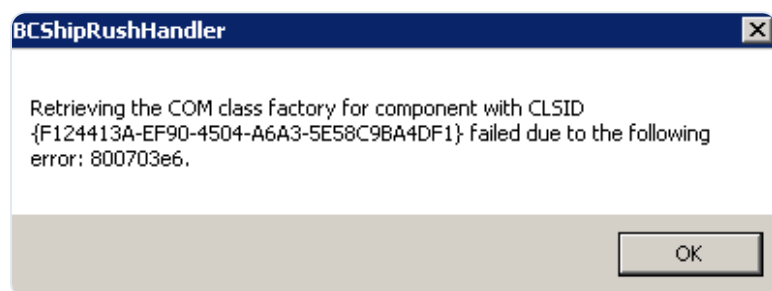 BCShipRushHandler
Retrieving the COM class factory for component with CLSID
{F124413A-EF90-4504-A6A3-5E58C9BA4DF1} failed due to the following
error: 800703e6.
OK